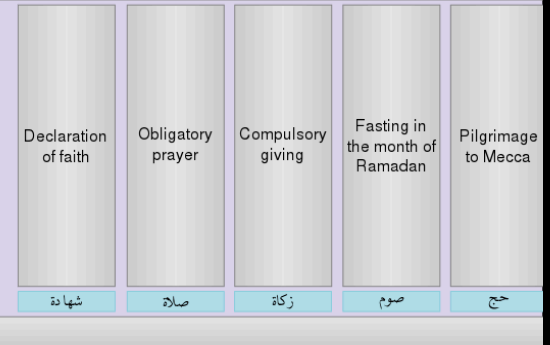 Declaration
of faith
Obligatory
prayer
Compulsory
giving
Fasting in
the month of
Ramadan
Pilgrimage
to Mecca
شهادة
صلاة
زكاة
صوم
حج